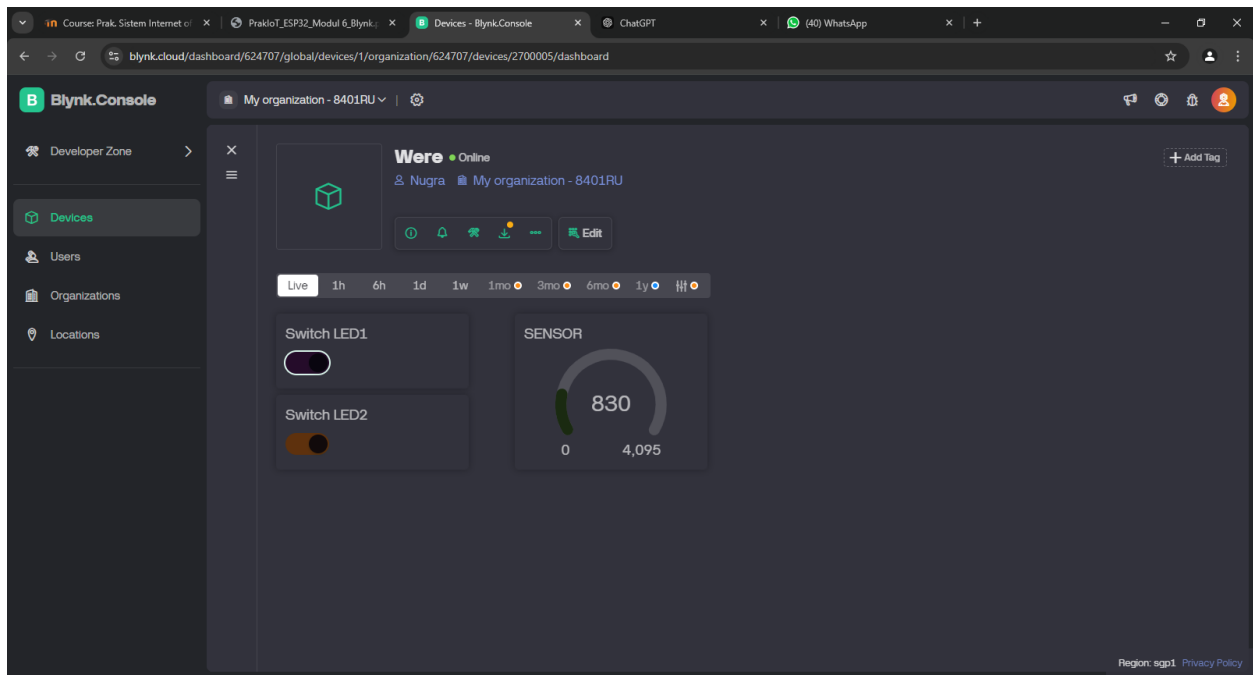 Course: Prak. Sistem Internet of
PrakIoT_ESP32_Modul 6_Blynk.p
Devices - Blynk.Console
ChatGPT
(40) WhatsApp
blynk.cloud/dashboard/624707/global/devices/1/organization/624707/devices/2700005/dashboard
B Blynk.Console
My organization - 8401RU
Developer Zone
Devices
Users
Organizations
Locations
Were Online
Nugra My organization - 8401RU
Add Tag
Edit
Live 1h 6h 1d 1w 1mo 3mo 6mo 1y
Switch LED1
Switch LED2
SENSOR
830
0 4,095
Region: sgp1 Privacy Policy